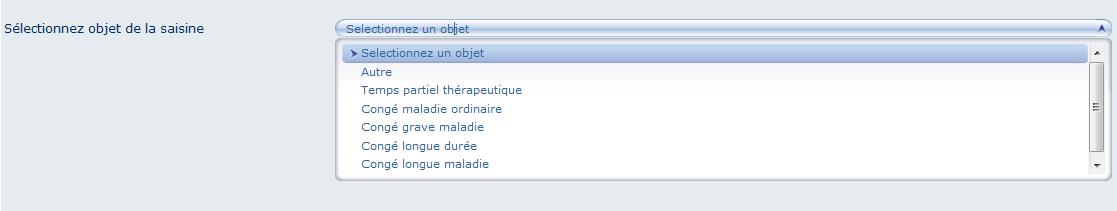 Sélectionnez objet de la saisine
Selectionnez un objet
Selectionnez un objet
Autre
Temps partiel thérapeutique
Congé maladie ordinaire
Congé grave maladie
Congé longue durée
Congé longue maladie